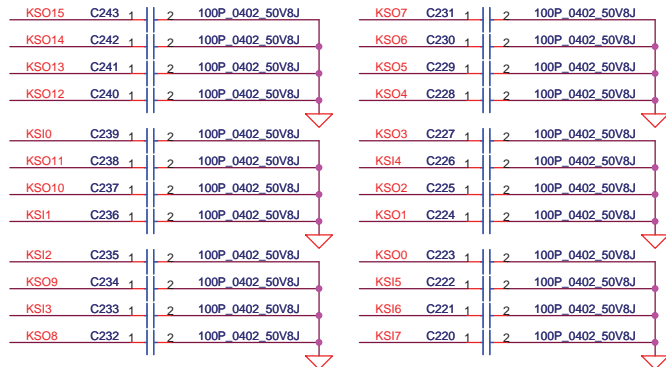 KSO15 C243 1 2 100P_0402_50V8J KSO7 C231 1 2 100P_0402_50V8J
KSO14 C242 1 2 100P_0402_50V8J KSO6 C230 1 2 100P_0402_50V8J
KSO13 C241 1 2 100P_0402_50V8J KSO5 C229 1 2 100P_0402_50V8J
KSO12 C240 1 2 100P_0402_50V8J KSO4 C228 1 2 100P_0402_50V8J
KSI0 C239 1 2 100P_0402_50V8J KSO3 C227 1 2 100P_0402_50V8J
KSO11 C238 1 2 100P_0402_50V8J KSI4 C226 1 2 100P_0402_50V8J
KSO10 C237 1 2 100P_0402_50V8J KSO2 C225 1 2 100P_0402_50V8J
KSI1 C236 1 2 100P_0402_50V8J KSO1 C224 1 2 100P_0402_50V8J
KSI2 C235 1 2 100P_0402_50V8J KSO0 C223 1 2 100P_0402_50V8J
KSO9 C234 1 2 100P_0402_50V8J KSI5 C222 1 2 100P_0402_50V8J
KSI3 C233 1 2 100P_0402_50V8J KSI6 C221 1 2 100P_0402_50V8J
KSO8 C232 1 2 100P_0402_50V8J KSI7 C220 1 2 100P_0402_50V8J